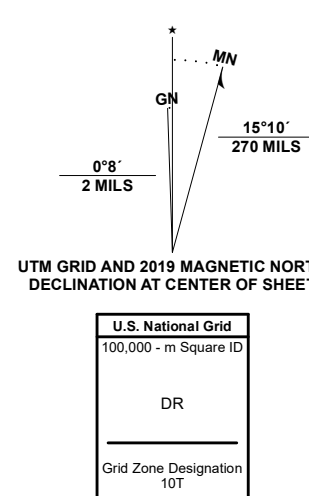 ★
MN
GN
15°10´
270 MILS
0°8´
2 MILS
UTM GRID AND 2019 MAGNETIC NORT
DECLINATION AT CENTER OF SHEET
U.S. National Grid
100,000 - m Square ID
DR
Grid Zone Designation
10T